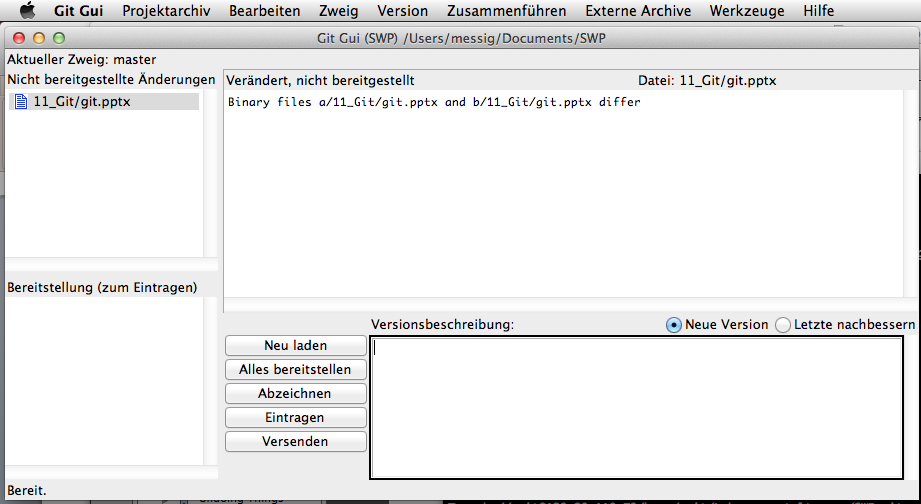 Git Gui Projektarchiv Bearbeiten Zweig Version Zusammenführen Externe Archive Werkzeuge Hilfe
Git Gui (SWP) /Users/messig/Documents/SWP
Aktueller Zweig: master
Nicht bereitgestellte Änderungen
11_Git/git.pptx
Verändert, nicht bereitgestellt Datei: 11_Git/git.pptx
Binary files a/11_Git/git.pptx and b/11_Git/git.pptx differ
Bereitstellung (zum Eintragen)
Versionsbeschreibung: Neue Version Letzte nachbessern
Neu laden
Alles bereitstellen
Abzeichnen
Eintragen
Versenden
Bereit.